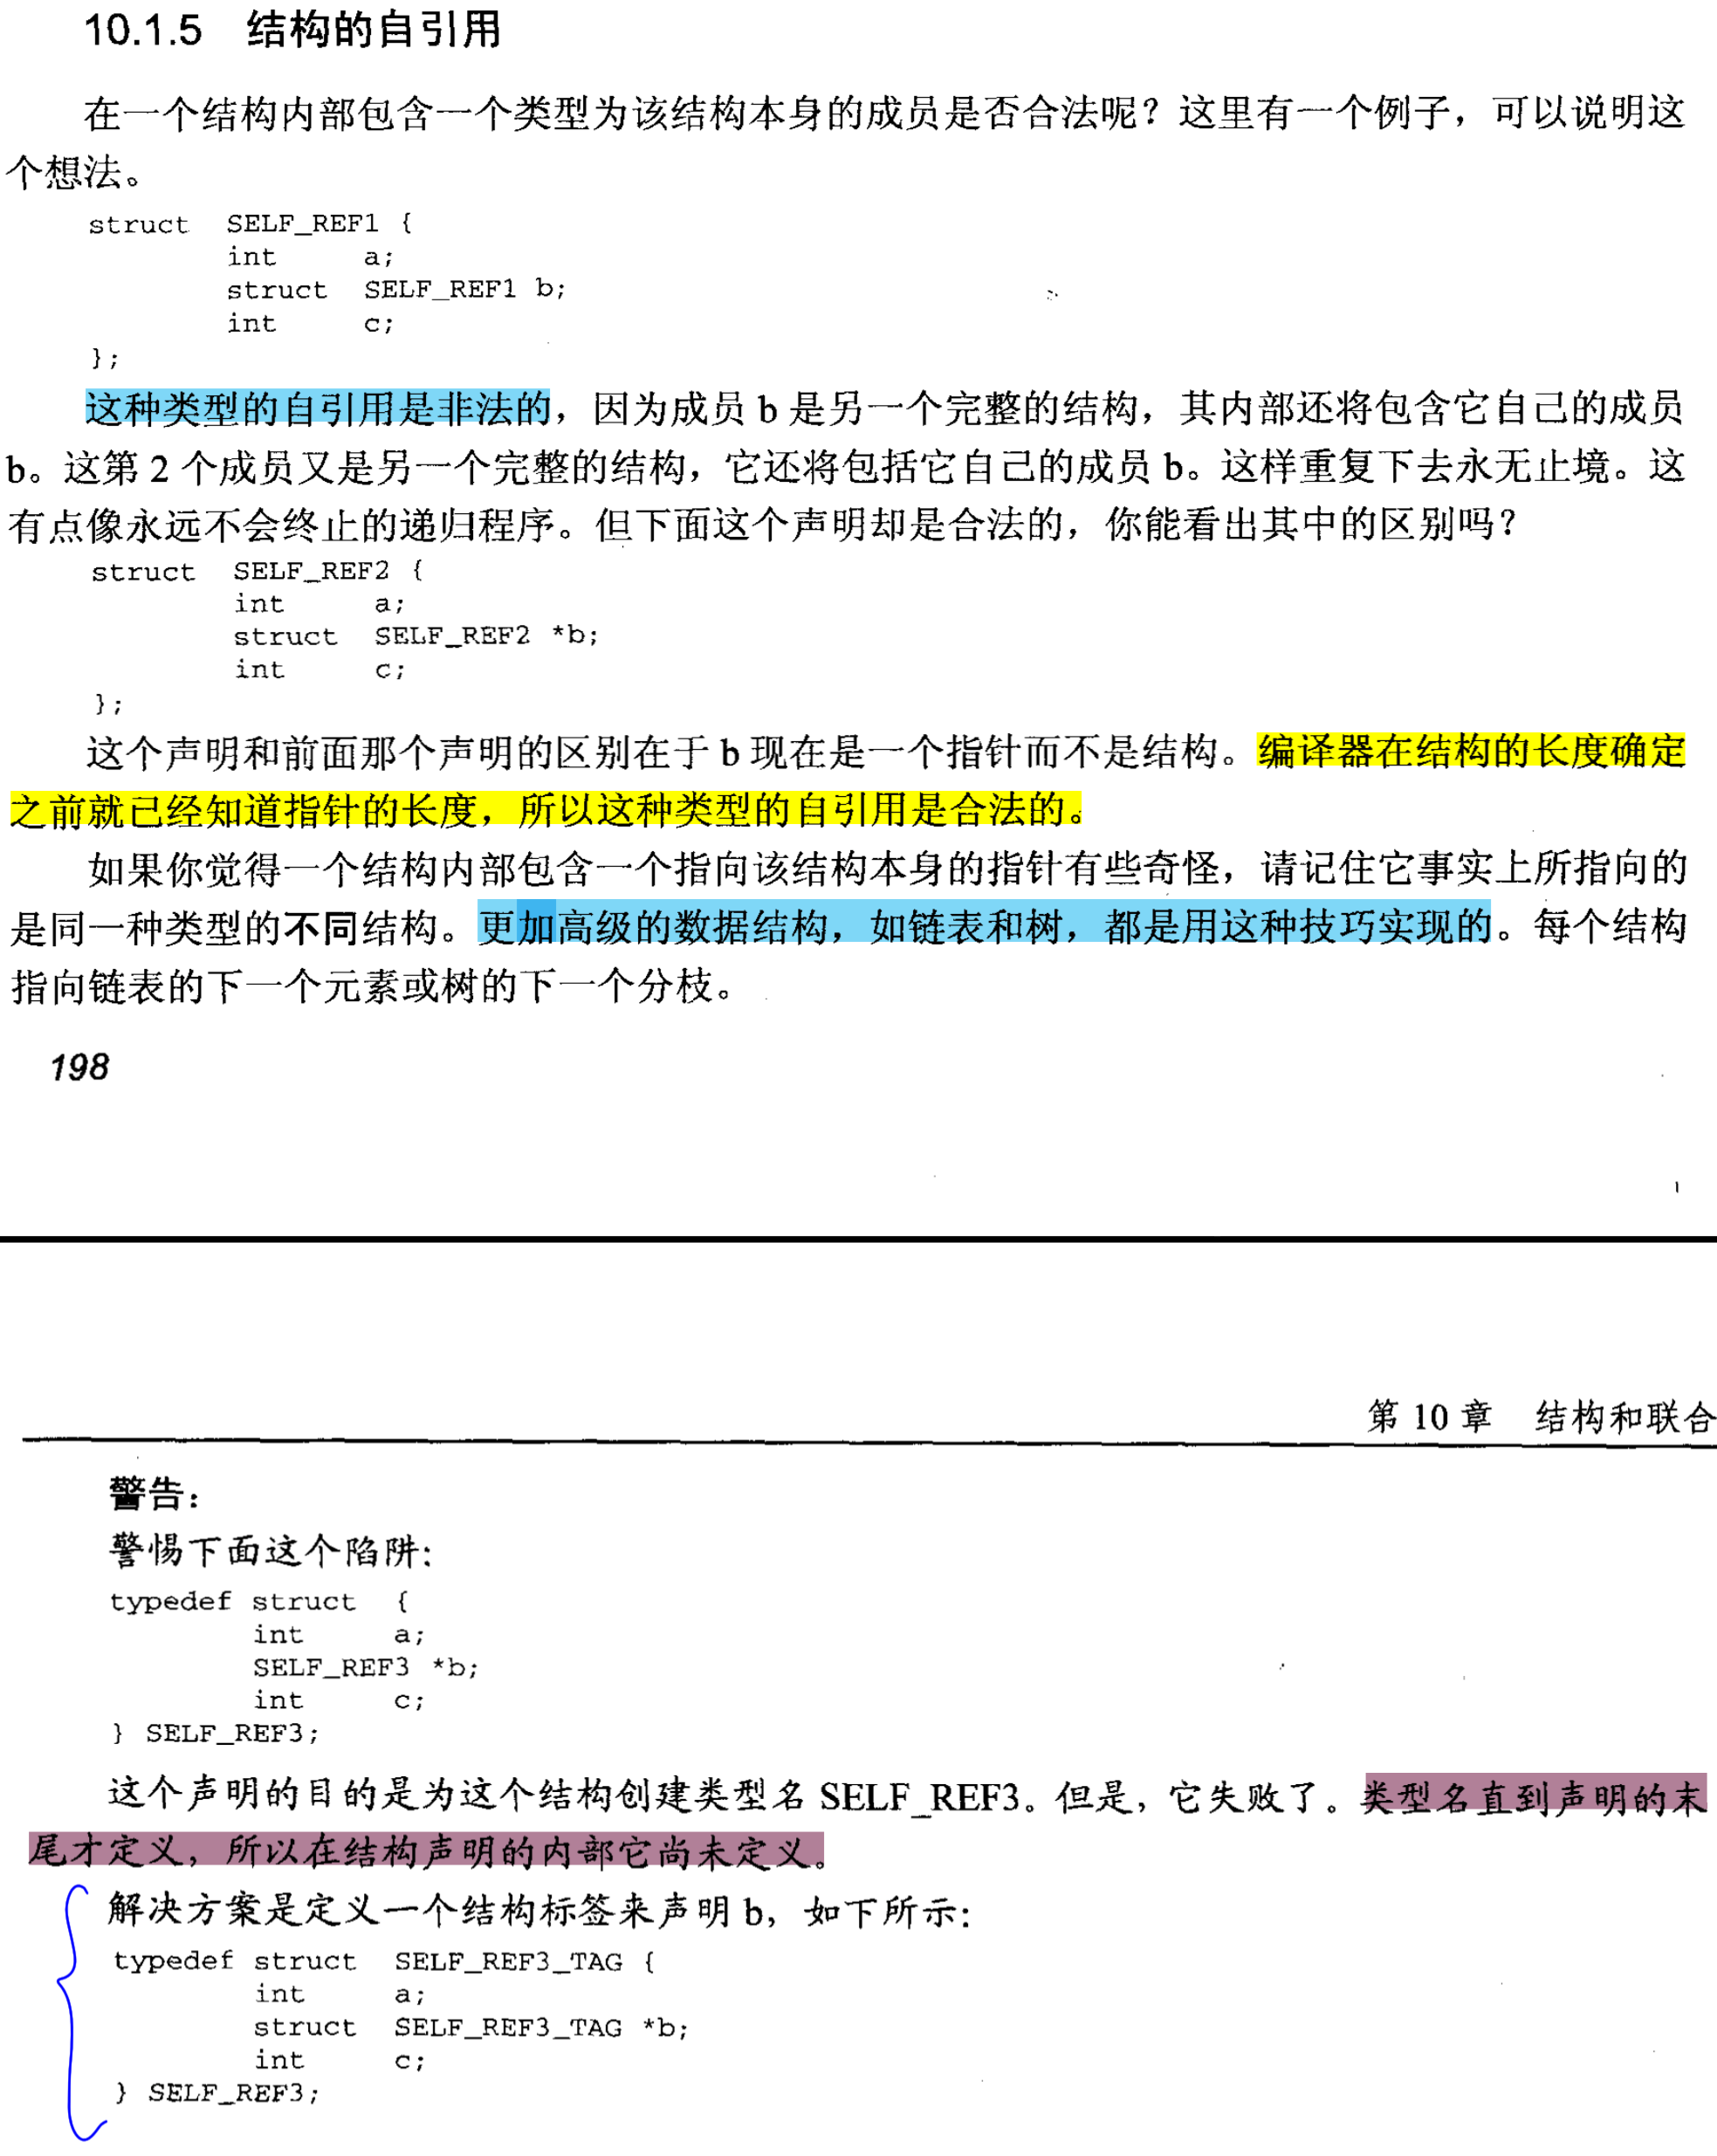 10.1.5 结构的自引用
在一个结构内部包含一个类型为该结构本身的成员是否合法呢？这里有一个例子，可以说明这
个想法。
struct SELF_REF1 {
int a;
struct SELF_REF1 b;
int c;
};
这种类型的自引用是非法的，因为成员 b 是另一个完整的结构，其内部还将包含它自己的成员
b。这第 2 个成员又是另一个完整的结构，它还将包括它自己的成员 b。这样重复下去永无止境。这
有点像永远不会终止的递归程序。但下面这个声明却是合法的，你能看出其中的区别吗？
struct SELF_REF2 {
int a;
struct SELF_REF2 *b;
int c;
};
这个声明和前面那个声明的区别在于 b 现在是一个指针而不是结构。编译器在结构的长度确定
之前就已经知道指针的长度，所以这种类型的自引用是合法的。
如果你觉得一个结构内部包含一个指向该结构本身的指针有些奇怪，请记住它事实上所指向的
是同一种类型的不同结构。更加高级的数据结构，如链表和树，都是用这种技巧实现的。每个结构
指向链表的下一个元素或树的下一个分枝。
198
第 10 章 结构和联合
警告：
警惕下面这个陷阱：
typedef struct {
int a;
SELF_REF3 *b;
int c;
} SELF_REF3;
这个声明的目的是为这个结构创建类型名 SELF_REF3。但是，它失败了。类型名直到声明的末
尾才定义，所以在结构声明的内部它尚未定义。
解决方案是定义一个结构标签来声明 b，如下所示：
typedef struct SELF_REF3_TAG {
int a;
struct SELF_REF3_TAG *b;
int c;
} SELF_REF3;